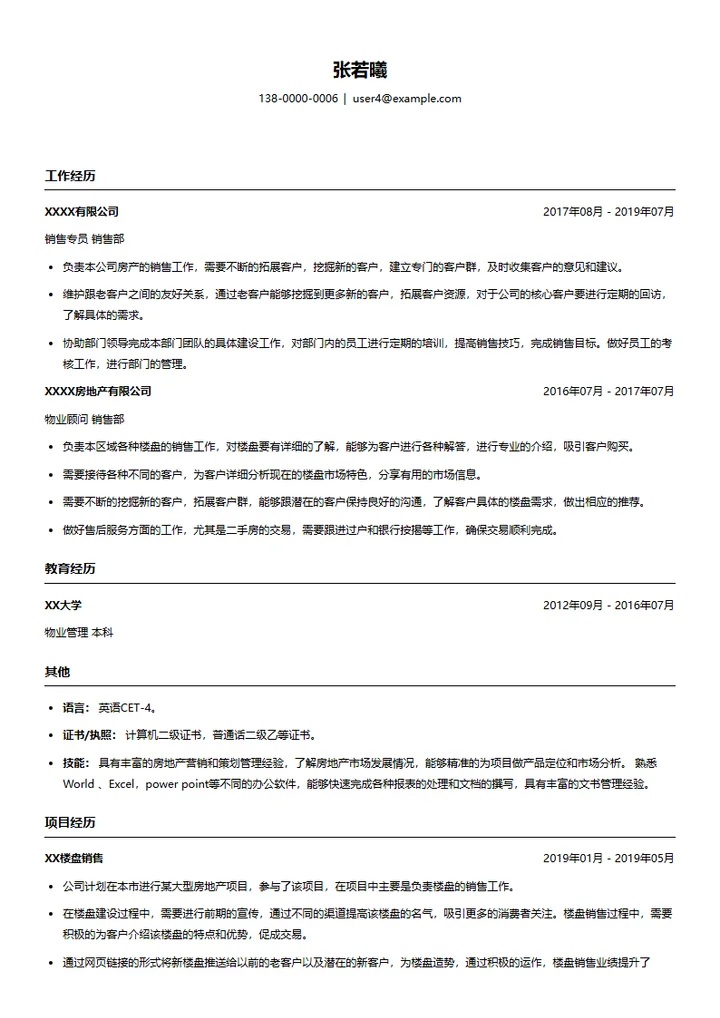 张若曦
138-0000-0006 | user4@example.com
工作经历
XXXX有限公司 2017年08月 - 2019年07月
销售专员 销售部
• 负责本公司房产的销售工作，需要不断的拓展客户，挖掘新的客户，建立专门的客户群，及时收集客户的意见和建议。
• 维护跟老客户之间的友好关系，通过老客户能够挖掘到更多新的客户，拓展客户资源，对于公司的核心客户要进行定期的回访，
了解具体的需求。
• 协助部门领导完成本部门团队的具体建设工作，对部门内的员工进行定期的培训，提高销售技巧，完成销售目标。做好员工的考
核工作，进行部门的管理。
XXXX房地产有限公司 2016年07月 - 2017年07月
物业顾问 销售部
• 负责本区域各种楼盘的销售工作，对楼盘要有详细的了解，能够为客户进行各种解答，进行专业的介绍，吸引客户购买。
• 需要接待各种不同的客户，为客户详细分析现在的楼盘市场特色，分享有用的市场信息。
• 需要不断的挖掘新的客户，拓展客户群，能够跟潜在的客户保持良好的沟通，了解客户具体的楼盘需求，做出相应的推荐。
• 做好售后服务方面的工作，尤其是二手房的交易，需要跟进过户和银行按揭等工作，确保交易顺利完成。
教育经历
XX大学 2012年09月 - 2016年07月
物业管理 本科
其他
• 语言： 英语CET-4。
• 证书/执照： 计算机二级证书，普通话二级乙等证书。
• 技能： 具有丰富的房地产营销和策划管理经验，了解房地产市场发展情况，能够精准的为项目做产品定位和市场分析。 熟悉
World 、Excel，power point等不同的办公软件，能够快速完成各种报表的处理和文档的撰写，具有丰富的文书管理经验。
项目经历
XX楼盘销售 2019年01月 - 2019年05月
• 公司计划在本市进行某大型房地产项目，参与了该项目，在项目中主要是负责楼盘的销售工作。
• 在楼盘建设过程中，需要进行前期的宣传，通过不同的渠道提高该楼盘的名气，吸引更多的消费者关注。楼盘销售过程中，需要
积极的为客户介绍该楼盘的特点和优势，促成交易。
• 通过网页链接的形式将新楼盘推送给以前的老客户以及潜在的新客户，为楼盘造势，通过积极的运作，楼盘销售业绩提升了